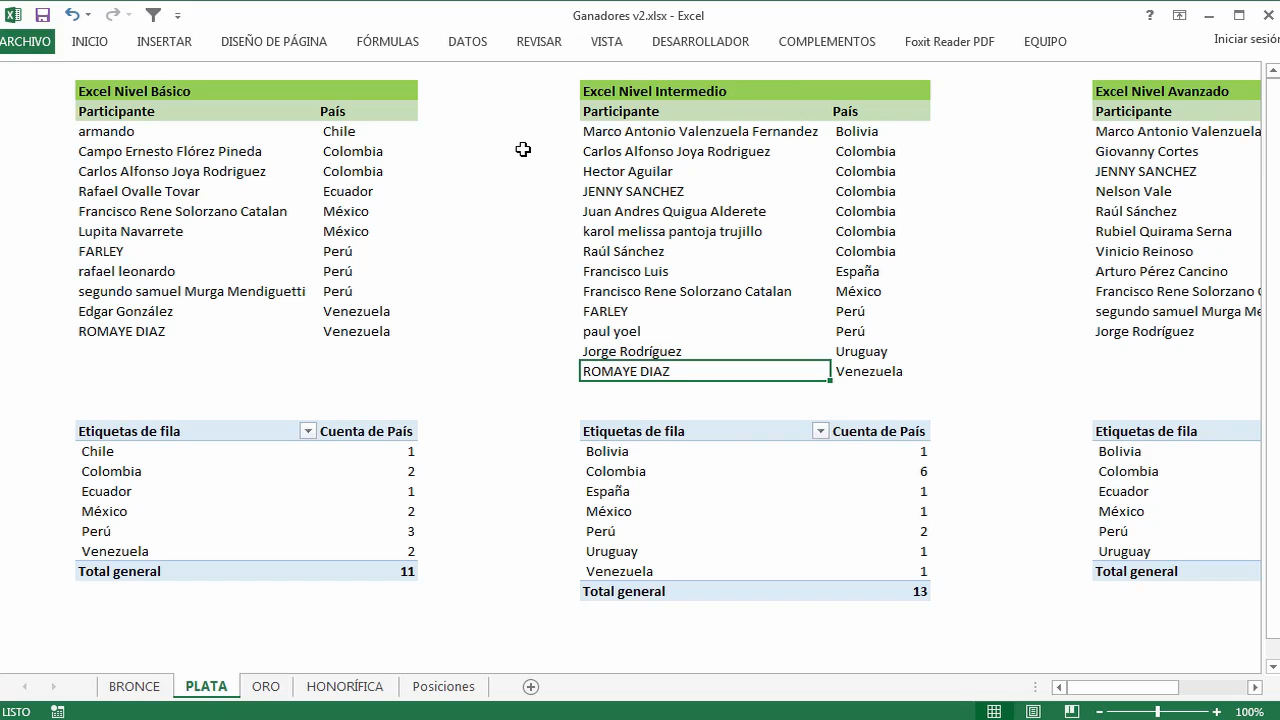 Ganadores v2.xlsx - Excel
ARCHIVO INICIO INSERTAR DISEÑO DE PÁGINA FÓRMULAS DATOS REVISAR VISTA DESARROLLADOR COMPLEMENTOS Foxit Reader PDF EQUIPO Iniciar sesión
Excel Nivel Básico Excel Nivel Intermedio Excel Nivel Avanzado
Participante País Participante País Participante
armando Chile Marco Antonio Valenzuela Fernandez Bolivia Marco Antonio Valenzuela
Campo Ernesto Flórez Pineda Colombia Carlos Alfonso Joya Rodriguez Colombia Giovanny Cortes
Carlos Alfonso Joya Rodriguez Colombia Hector Aguilar Colombia JENNY SANCHEZ
Rafael Ovalle Tovar Ecuador JENNY SANCHEZ Colombia Nelson Vale
Francisco Rene Solorzano Catalan México Juan Andres Quigua Alderete Colombia Raúl Sánchez
Lupita Navarrete México karol melissa pantoja trujillo Colombia Rubiel Quirama Serna
FARLEY Perú Raúl Sánchez Colombia Vinicio Reinoso
rafael leonardo Perú Francisco Luis España Arturo Pérez Cancino
segundo samuel Murga Mendiguetti Perú Francisco Rene Solorzano Catalan México Francisco Rene Solorzano C
Edgar González Venezuela FARLEY Perú segundo samuel Murga Me
ROMAYE DIAZ Venezuela paul yoel Perú Jorge Rodríguez
Jorge Rodríguez Uruguay
ROMAYE DIAZ Venezuela
Etiquetas de fila Cuenta de País Etiquetas de fila Cuenta de País Etiquetas de fila
Chile 1 Bolivia 1 Bolivia
Colombia 2 Colombia 6 Colombia
Ecuador 1 España 1 Ecuador
México 2 México 1 México
Perú 3 Perú 2 Perú
Venezuela 2 Uruguay 1 Uruguay
Total general 11 Venezuela 1 Total general
Total general 13
BRONCE PLATA ORO HONORÍFICA Posiciones
LISTO 100%